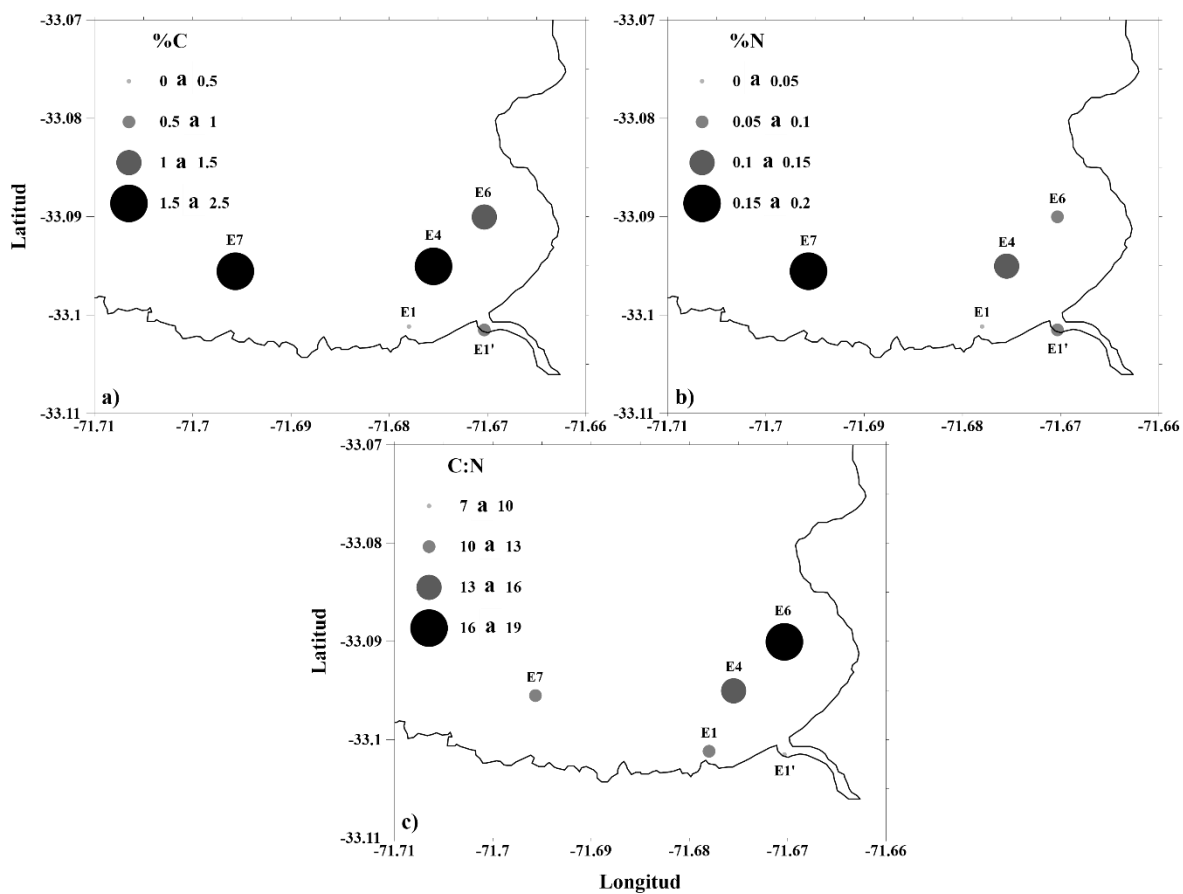 -33.07
%C
0 a 0.5
-33.08
0.5 a 1
1 a 1.5
E6
1.5 a 2.5
-33.09
Latitud
E7
E4
-33.1
E1
E1'
a)
-33.11
-71.71 -71.7 -71.69 -71.68 -71.67 -71.66
-33.07
%N
0 a 0.05
-33.08
0.05 a 0.1
0.1 a 0.15
E6
0.15 a 0.2
-33.09
E7
E4
-33.1
E1
E1'
b)
-33.11
-71.71 -71.7 -71.69 -71.68 -71.67 -71.66
-33.07
C:N
7 a 10
-33.08
10 a 13
13 a 16
E6
16 a 19
-33.09
Latitud
E7
E4
-33.1
E1
E1'
c)
-33.11
-71.71 -71.7 -71.69 -71.68 -71.67 -71.66
Longitud